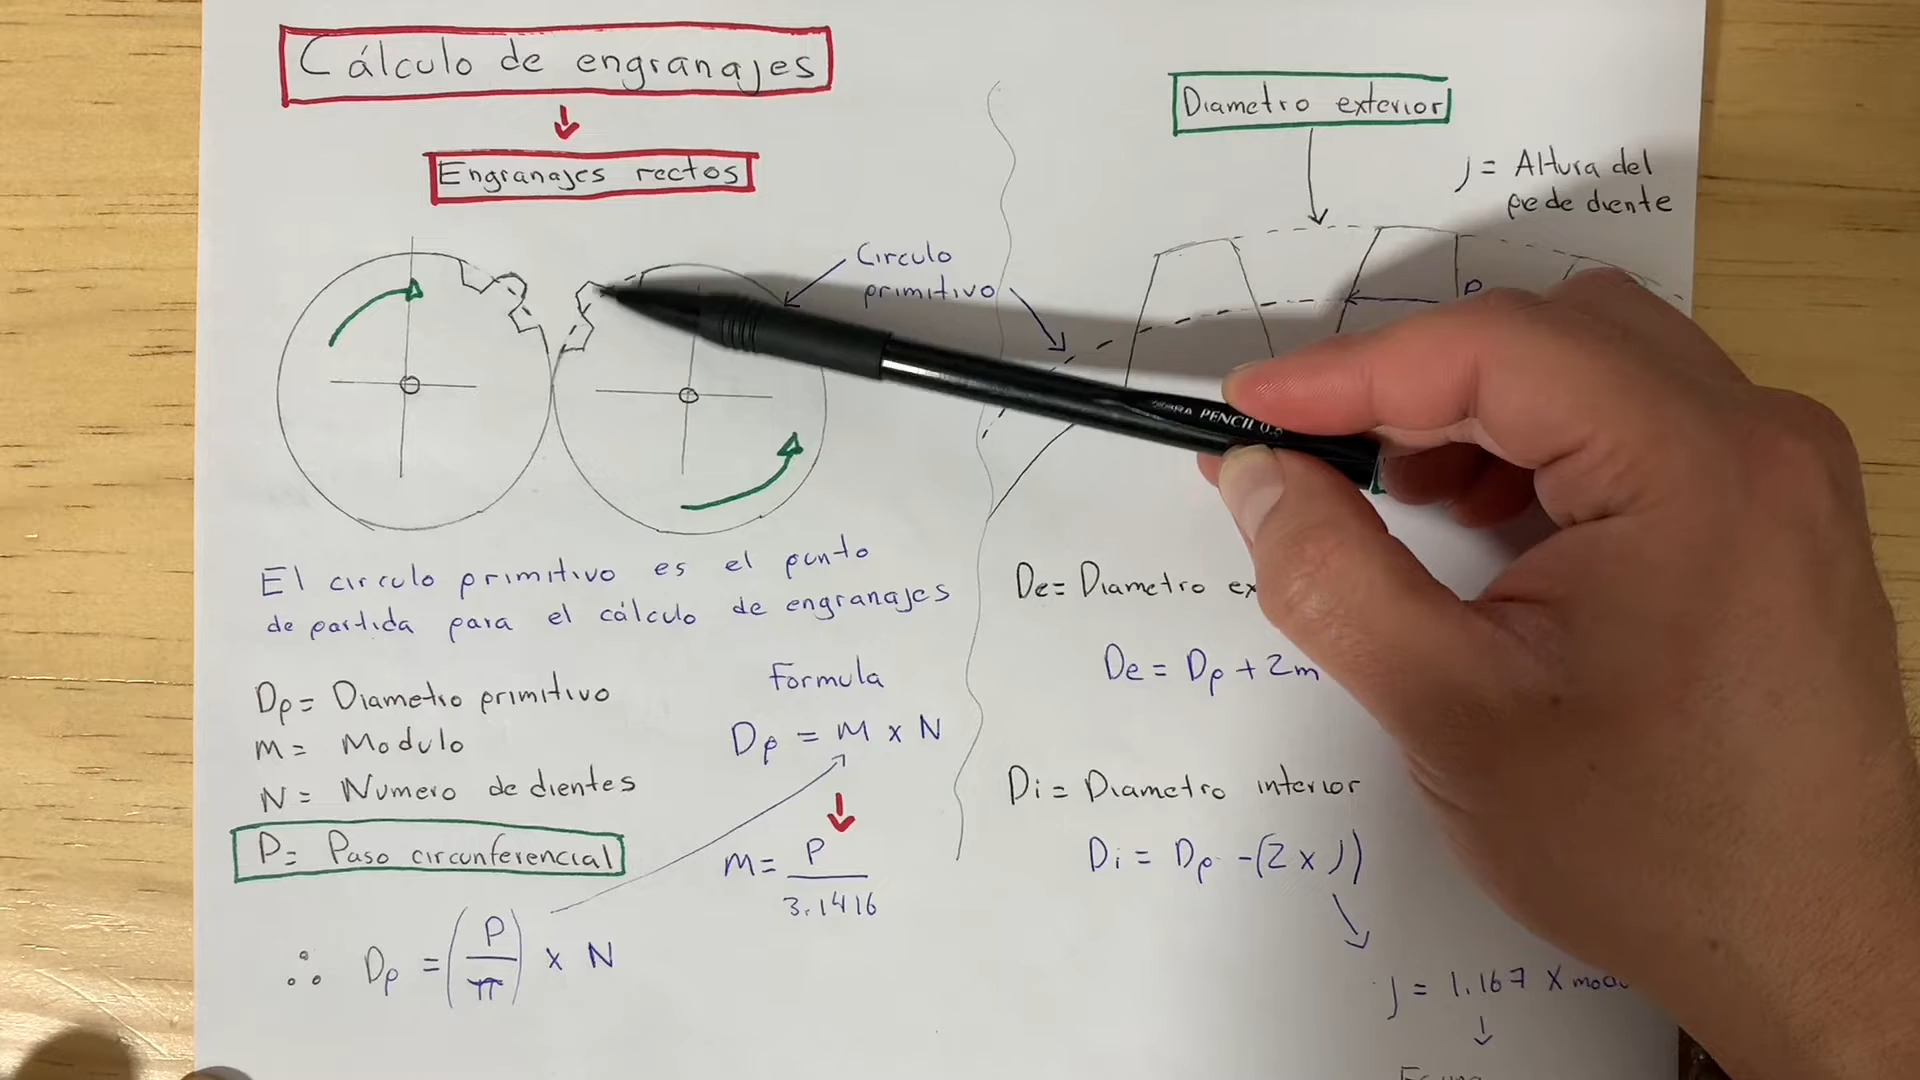 Cálculo de engranajes
Engranajes rectos
Circulo
primitivo
El circulo primitivo es el punto
de partida para el cálculo de engranajes
Dp = Diametro primitivo
m = Modulo
N = Numero de dientes
P = Paso circunferencial
∴ Dp = (P/π) x N
Formula
Dp = M x N
m = P
3.1416
Diametro exterior
j = Altura del
pie de diente
P
PENCIL 0.5
De = Diametro ex
De = Dp + 2m
Di = Diametro interior
Di = Dp - (2 x j)
j = 1.167 x